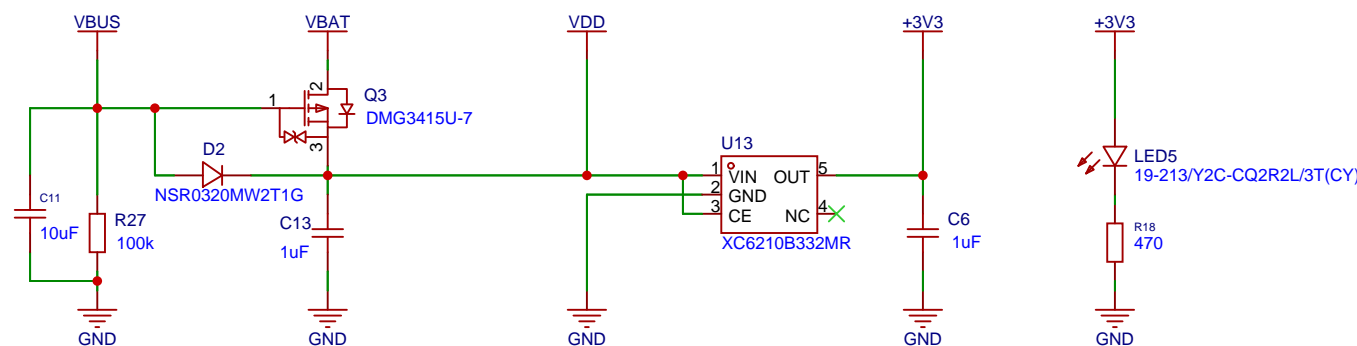 VBUS
VBAT
VDD
+3V3
+3V3
2
Q3
1
DMG3415U-7
3
D2
NSR0320MW2T1G
C11
10uF
R27
100k
C13
1uF
U13
1
VIN
OUT
5
2
GND
3
CE
NC
4
XC6210B332MR
C6
1uF
LED5
19-213/Y2C-CQ2R2L/3T(CY)
R18
470
GND
GND
GND
GND
GND